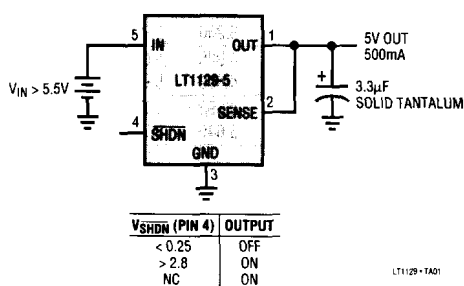 5
IN
OUT
1
5V OUT
500mA
LT1129-5
V_IN > 5.5V
+
3.3µF
SOLID TANTALUM
SENSE
2
4
SHDN
GND
3
V_SHDN (PIN 4) OUTPUT
< 0.25 OFF
> 2.8 ON
NC ON
LT1129 • TA01